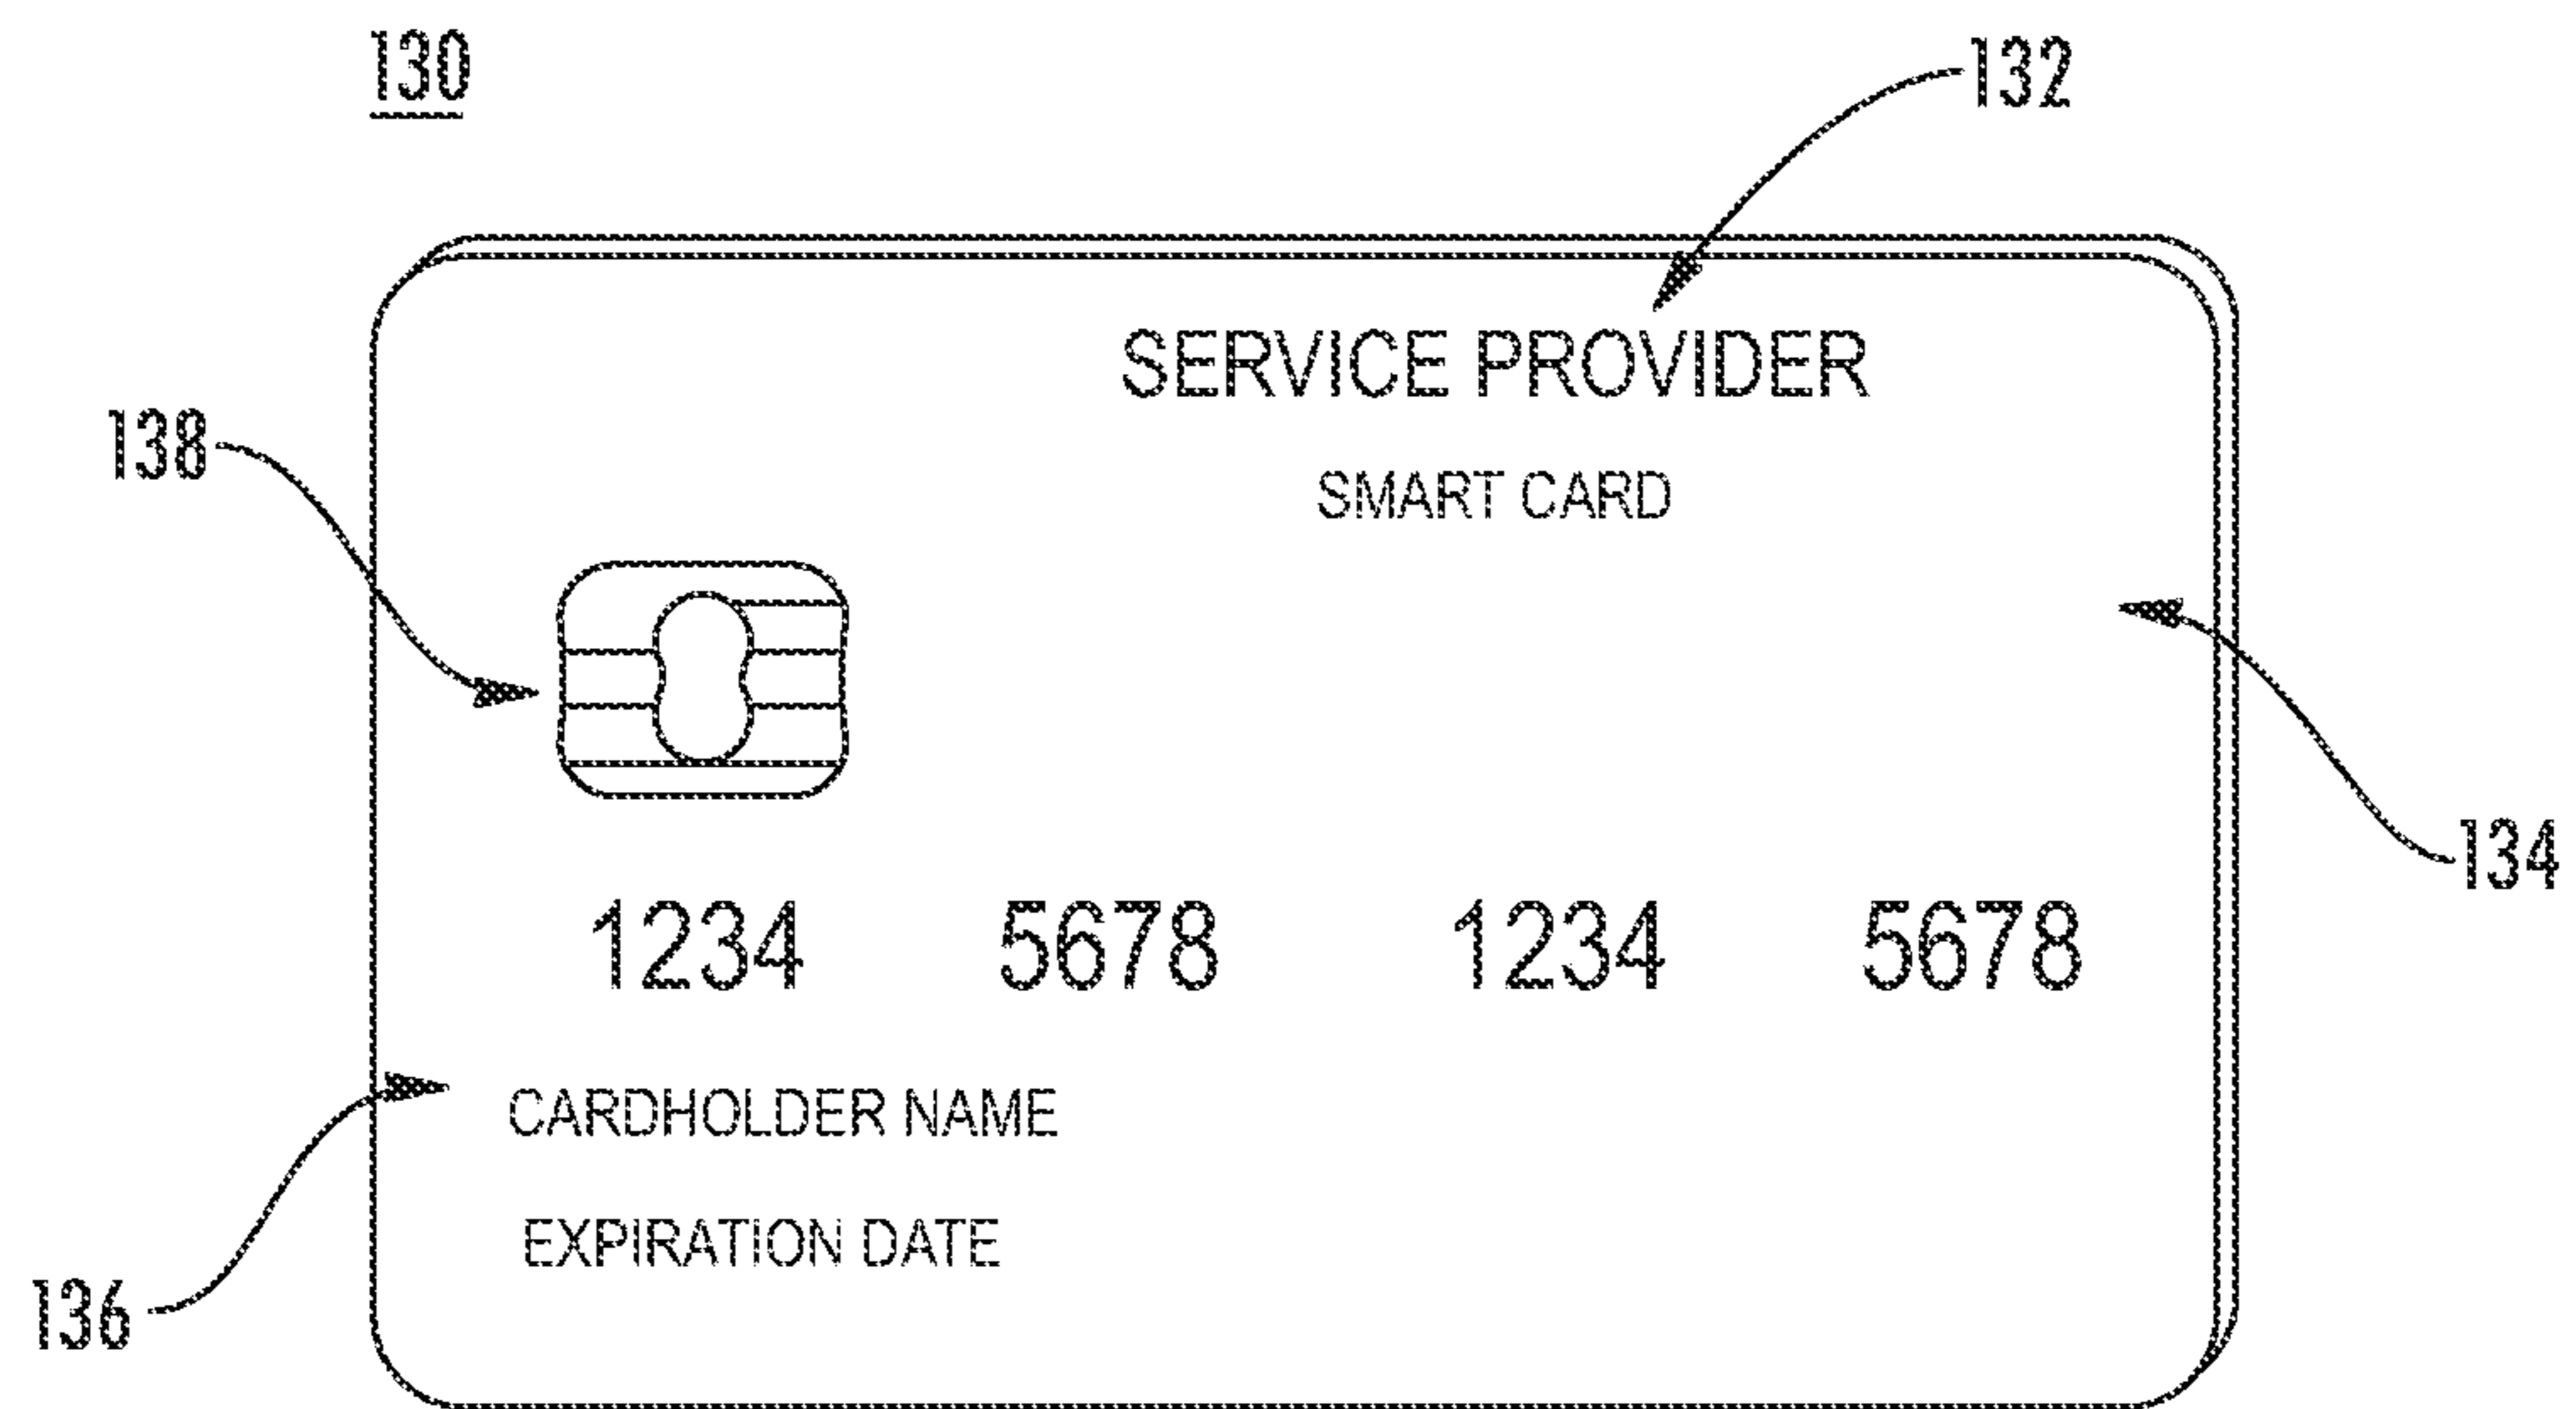 130
132
SERVICE PROVIDER
138
SMART CARD
134
1234 5678 1234 5678
CARDHOLDER NAME
EXPIRATION DATE
136